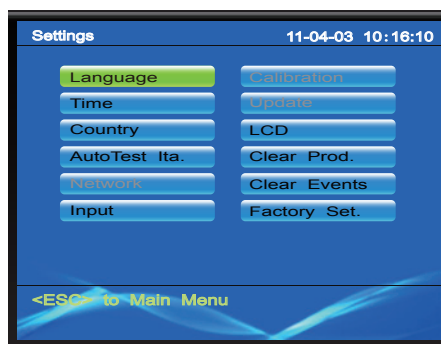 Settings 11-04-03 10:16:10
Language Calibration
Time Update
Country LCD
AutoTest Ita. Clear Prod.
Network Clear Events
Input Factory Set.
<ESC> to Main Menu